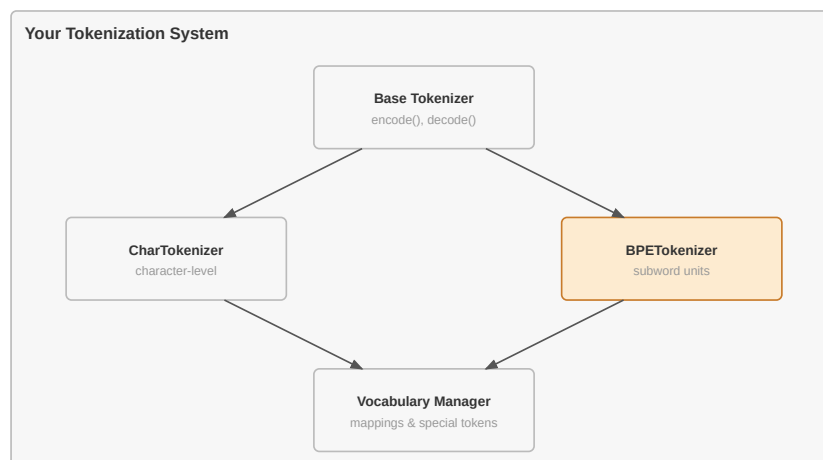 Your Tokenization System
Base Tokenizer
encode(), decode()
CharTokenizer
character-level
BPETokenizer
subword units
Vocabulary Manager
mappings & special tokens